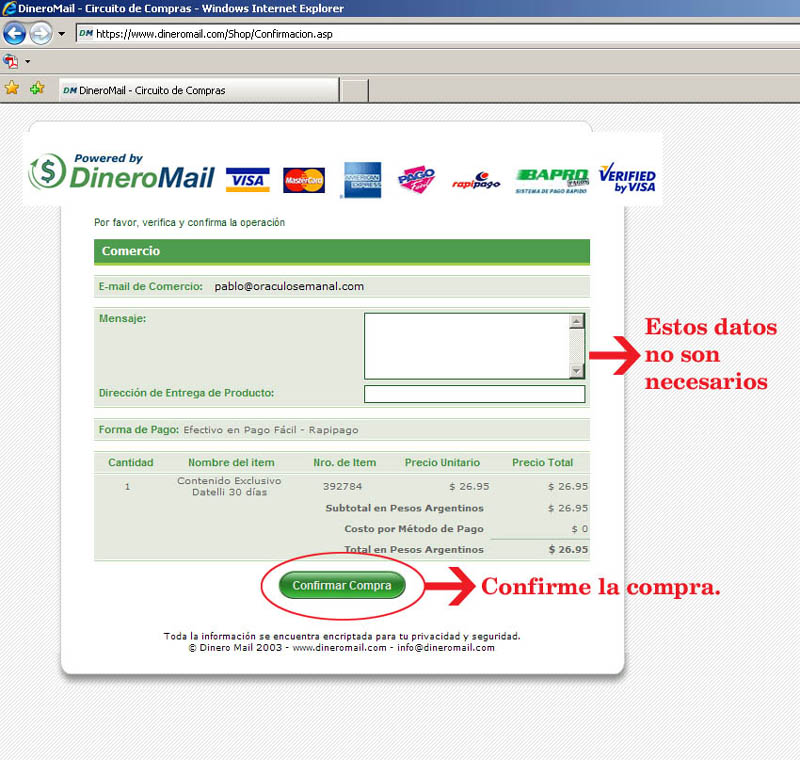 DineroMail - Circuito de Compras - Windows Internet Explorer
DM https://www.dineromail.com/Shop/Confirmacion.asp
DM DineroMail - Circuito de Compras
Powered by
DineroMail
VISA
MasterCard
AMERICAN EXPRESS
PAGO Fácil
rapipago
BAPRO
SISTEMA DE PAGO RAPIDO
VERIFIED by VISA
Por favor, verifica y confirma la operación
Comercio
E-mail de Comercio: pablo@oraculosemanal.com
Mensaje:
Estos datos
no son
necesarios
Dirección de Entrega de Producto:
Forma de Pago: Efectivo en Pago Fácil - Rapipago
Cantidad Nombre del item Nro. de Item Precio Unitario Precio Total
1 Contenido Exclusivo 392784 $ 26.95 $ 26.95
Datelli 30 días
Subtotal en Pesos Argentinos $ 26.95
Costo por Método de Pago $ 0
Total en Pesos Argentinos $ 26.95
Confirmar Compra
Confirme la compra.
Toda la información se encuentra encriptada para tu privacidad y seguridad.
© Dinero Mail 2003 - www.dineromail.com - info@dineromail.com